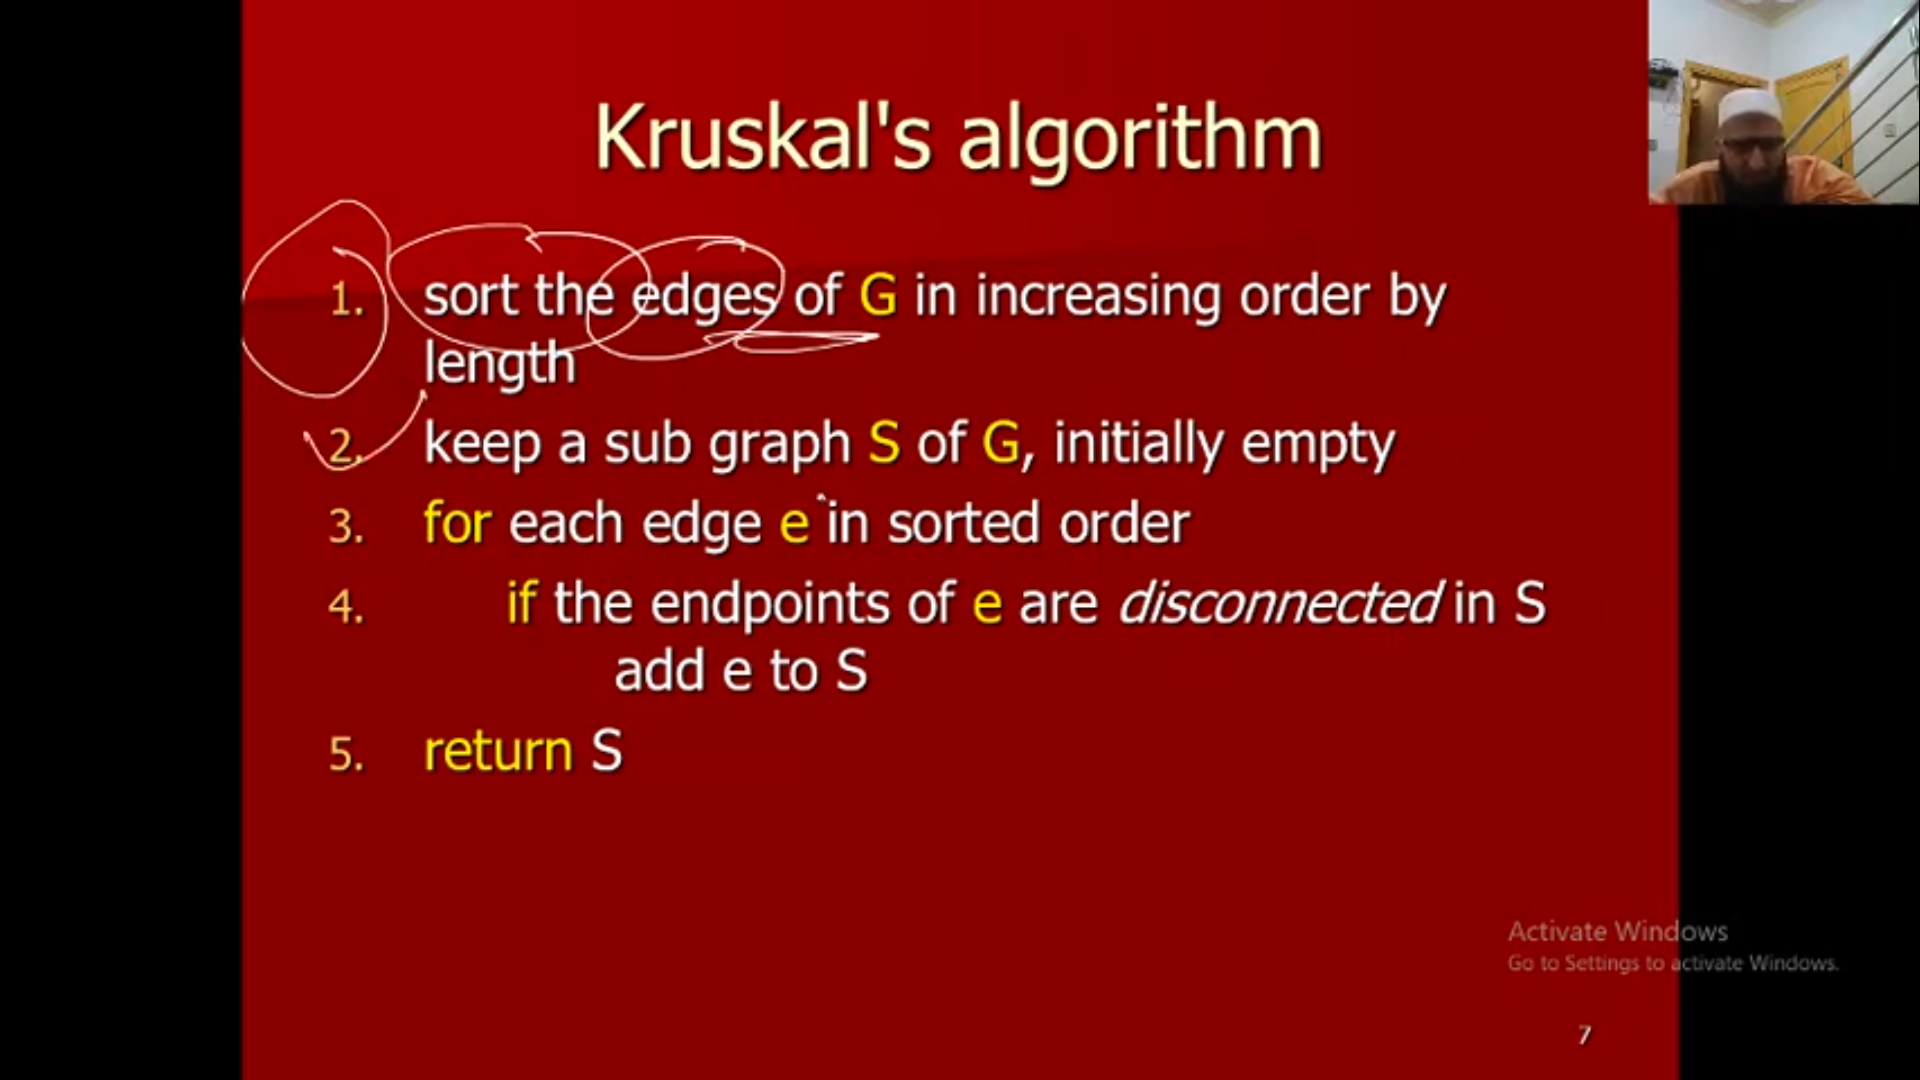 Kruskal's algorithm
1. sort the edges of G in increasing order by
length
2. keep a sub graph S of G, initially empty
3. for each edge e in sorted order
4. if the endpoints of e are disconnected in S
add e to S
5. return S
Activate Windows
Go to Settings to activate Windows.
7